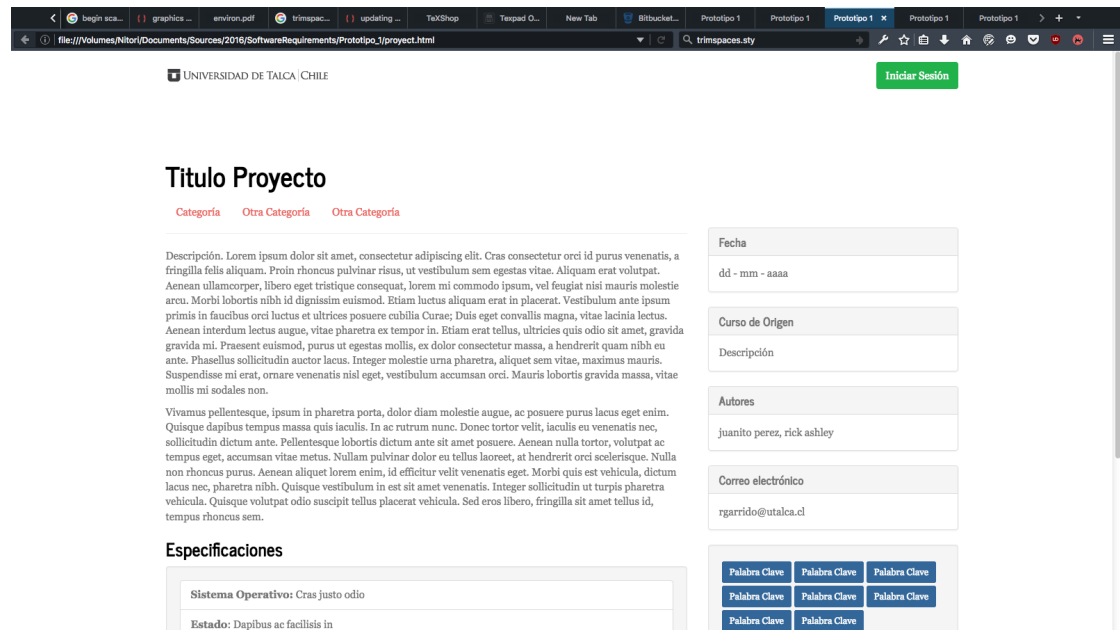 begin sca...
graphics ...
environ.pdf
trimspac...
updating ...
TeXShop
Texpad O...
New Tab
Bitbucket...
Prototipo 1
Prototipo 1
Prototipo 1 ×
Prototipo 1
Prototipo 1
file:///Volumes/Nitori/Documents/Sources/2016/SoftwareRequirements/Prototipo_1/proyect.html
trimspaces.sty
UNIVERSIDAD DE TALCA CHILE
Iniciar Sesión
Titulo Proyecto
Categoría Otra Categoría Otra Categoría
Descripción. Lorem ipsum dolor sit amet, consectetur adipiscing elit. Cras consectetur orci id purus venenatis, a
fringilla felis aliquam. Proin rhoncus pulvinar risus, ut vestibulum sem egestas vitae. Aliquam erat volutpat.
Aenean ullamcorper, libero eget tristique consequat, lorem mi commodo ipsum, vel feugiat nisi mauris molestie
arcu. Morbi lobortis nibh id dignissim euismod. Etiam luctus aliquam erat in placerat. Vestibulum ante ipsum
primis in faucibus orci luctus et ultrices posuere cubilia Curae; Duis eget convallis magna, vitae lacinia lectus.
Aenean interdum lectus augue, vitae pharetra ex tempor in. Etiam erat tellus, ultricies quis odio sit amet, gravida
gravida mi. Praesent euismod, purus ut egestas mollis, ex dolor consectetur massa, a hendrerit quam nibh eu
ante. Phasellus sollicitudin auctor lacus. Integer molestie urna pharetra, aliquet sem vitae, maximus mauris.
Suspendisse mi erat, ornare venenatis nisl eget, vestibulum accumsan orci. Mauris lobortis gravida massa, vitae
mollis mi sodales non.
Vivamus pellentesque, ipsum in pharetra porta, dolor diam molestie augue, ac posuere purus lacus eget enim.
Quisque dapibus tempus massa quis iaculis. In ac rutrum nunc. Donec tortor velit, iaculis eu venenatis nec,
sollicitudin dictum ante. Pellentesque lobortis dictum ante sit amet posuere. Aenean nulla tortor, volutpat ac
tempus eget, accumsan vitae metus. Nullam pulvinar dolor eu tellus laoreet, at hendrerit orci scelerisque. Nulla
non rhoncus purus. Aenean aliquet lorem enim, id efficitur velit venenatis eget. Morbi quis est vehicula, dictum
lacus nec, pharetra nibh. Quisque vestibulum in est sit amet venenatis. Integer sollicitudin ut turpis pharetra
vehicula. Quisque volutpat odio suscipit tellus placerat vehicula. Sed eros libero, fringilla sit amet tellus id,
tempus rhoncus sem.
Especificaciones
Sistema Operativo: Cras justo odio
Estado: Dapibus ac facilisis in
Fecha
dd - mm - aaaa
Curso de Origen
Descripción
Autores
juanito perez, rick ashley
Correo electrónico
rgarrido@utalca.cl
Palabra Clave Palabra Clave Palabra Clave
Palabra Clave Palabra Clave Palabra Clave
Palabra Clave Palabra Clave